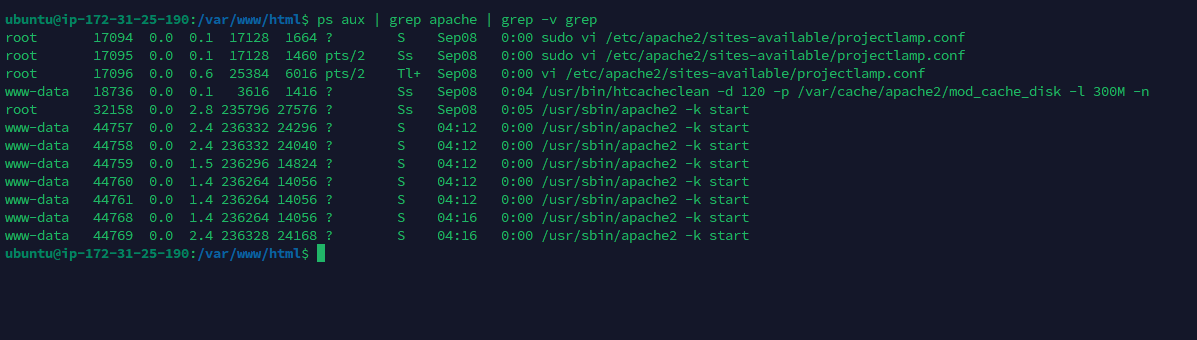 ubuntu@ip-172-31-25-190:/var/www/html$ ps aux | grep apache | grep -v grep
root       17094  0.0  0.1  17128  1664 ?        S    Sep08   0:00 sudo vi /etc/apache2/sites-available/projectlamp.conf
root       17095  0.0  0.1  17128  1460 pts/2    Ss   Sep08   0:00 sudo vi /etc/apache2/sites-available/projectlamp.conf
root       17096  0.0  0.6  25384  6016 pts/2    Tl+  Sep08   0:00 vi /etc/apache2/sites-available/projectlamp.conf
www-data   18736  0.0  0.1   3616  1416 ?        Ss   Sep08   0:04 /usr/bin/htcacheclean -d 120 -p /var/cache/apache2/mod_cache_disk -l 300M -n
root       32158  0.0  2.8 235796 27576 ?        Ss   Sep08   0:05 /usr/sbin/apache2 -k start
www-data   44757  0.0  2.4 236332 24296 ?        S    04:12   0:00 /usr/sbin/apache2 -k start
www-data   44758  0.0  2.4 236332 24040 ?        S    04:12   0:00 /usr/sbin/apache2 -k start
www-data   44759  0.0  1.5 236296 14824 ?        S    04:12   0:00 /usr/sbin/apache2 -k start
www-data   44760  0.0  1.4 236264 14056 ?        S    04:12   0:00 /usr/sbin/apache2 -k start
www-data   44761  0.0  1.4 236264 14056 ?        S    04:12   0:00 /usr/sbin/apache2 -k start
www-data   44768  0.0  1.4 236264 14056 ?        S    04:16   0:00 /usr/sbin/apache2 -k start
www-data   44769  0.0  2.4 236328 24168 ?        S    04:16   0:00 /usr/sbin/apache2 -k start
ubuntu@ip-172-31-25-190:/var/www/html$